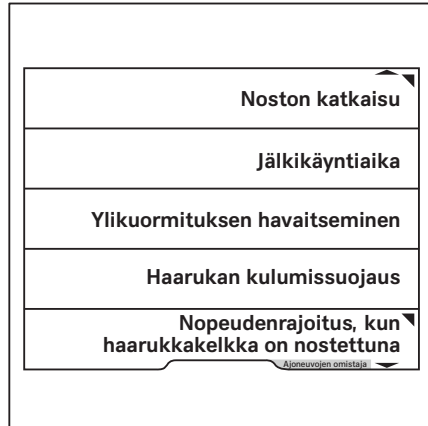 Noston katkaisu
Jälkikäyntiaika
Ylikuormituksen havaitseminen
Haarukan kulumissuojaus
Nopeudenrajoitus, kun
haarukkakelkka on nostettuna
Ajoneuvojen omistaja